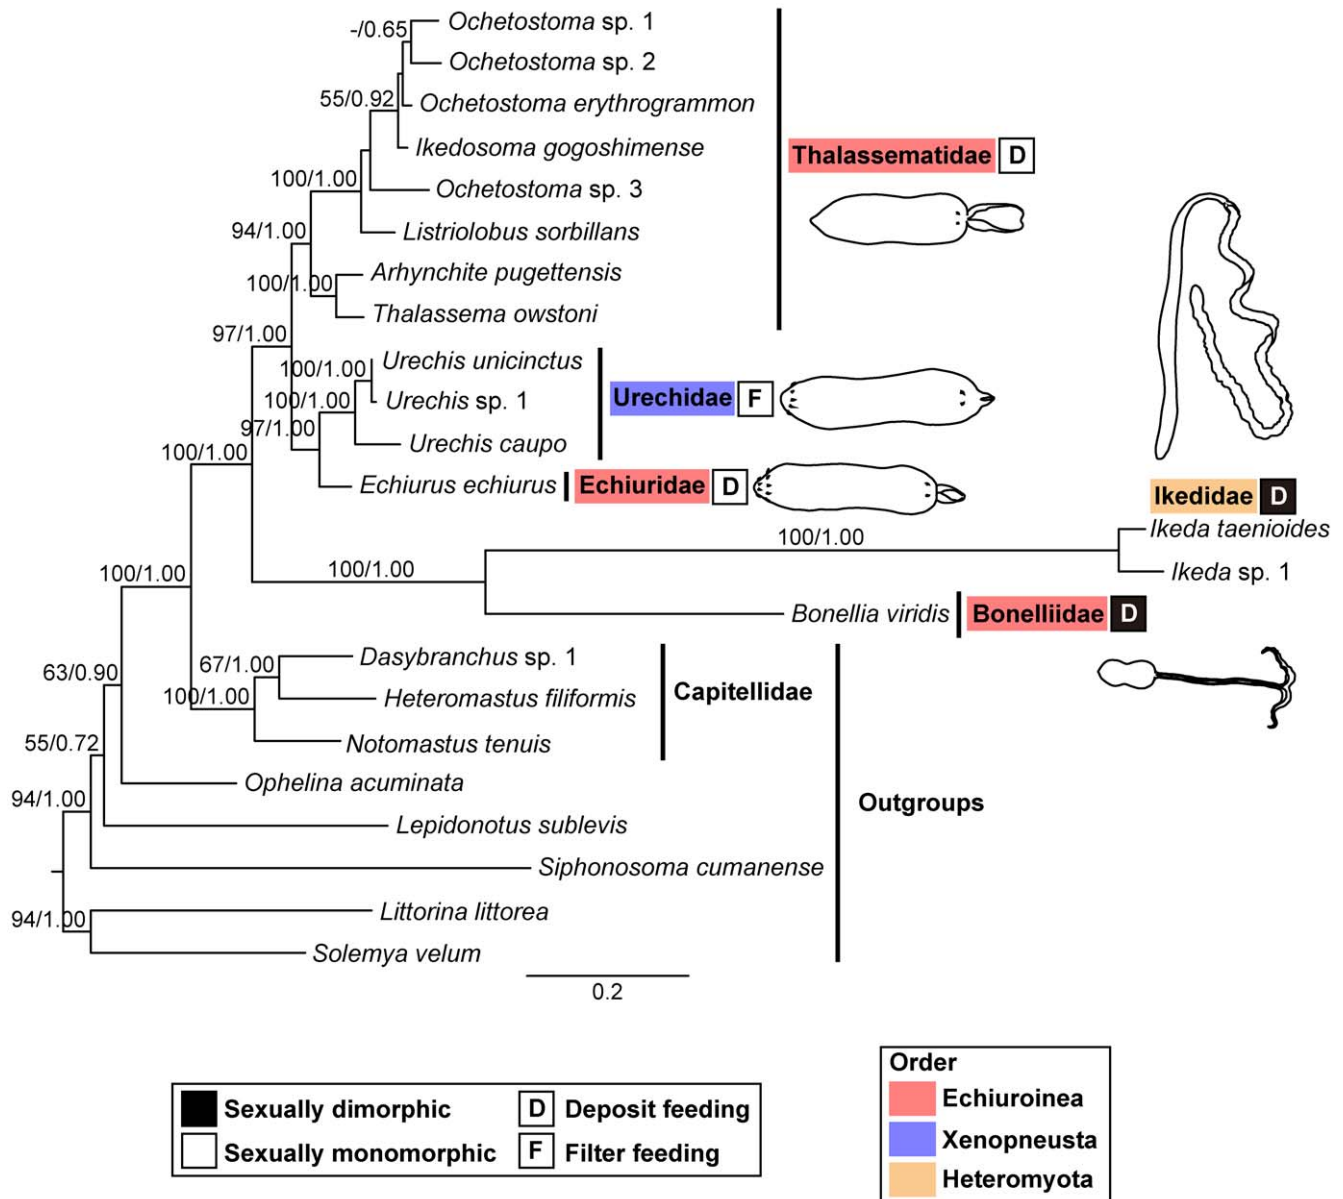 Ochetostoma sp. 1
-/0.65
Ochetostoma sp. 2
55/0.92
Ochetostoma erythrogrammon
Ikedosoma gogoshimense
Thalassematidae D
100/1.00
Ochetostoma sp. 3
94/1.00
Listriolobus sorbillans
100/1.00
Arhynchite pugettensis
Thalassema owstoni
97/1.00
100/1.00
Urechis unicinctus
Urechis sp. 1
Urechidae F
100/1.00
97/1.00
Urechis caupo
100/1.00
Echiurus echiurus
Echiuridae D
Ikedidae D
Ikeda taenioides
100/1.00
100/1.00
100/1.00
Ikeda sp. 1
Bonellia viridis
Bonelliidae D
67/1.00
Dasybranchus sp. 1
63/0.90
100/1.00
Heteromastus filiformis
Capitellidae
55/0.72
Notomastus tenuis
Ophelina acuminata
94/1.00
Outgroups
Lepidonotus sublevis
Siphonosoma cumanense
94/1.00
Littorina littorea
Solemya velum
0.2
Sexually dimorphic
D Deposit feeding
Sexually monomorphic
F Filter feeding
Order
Echiuroinea
Xenopneusta
Heteromyota